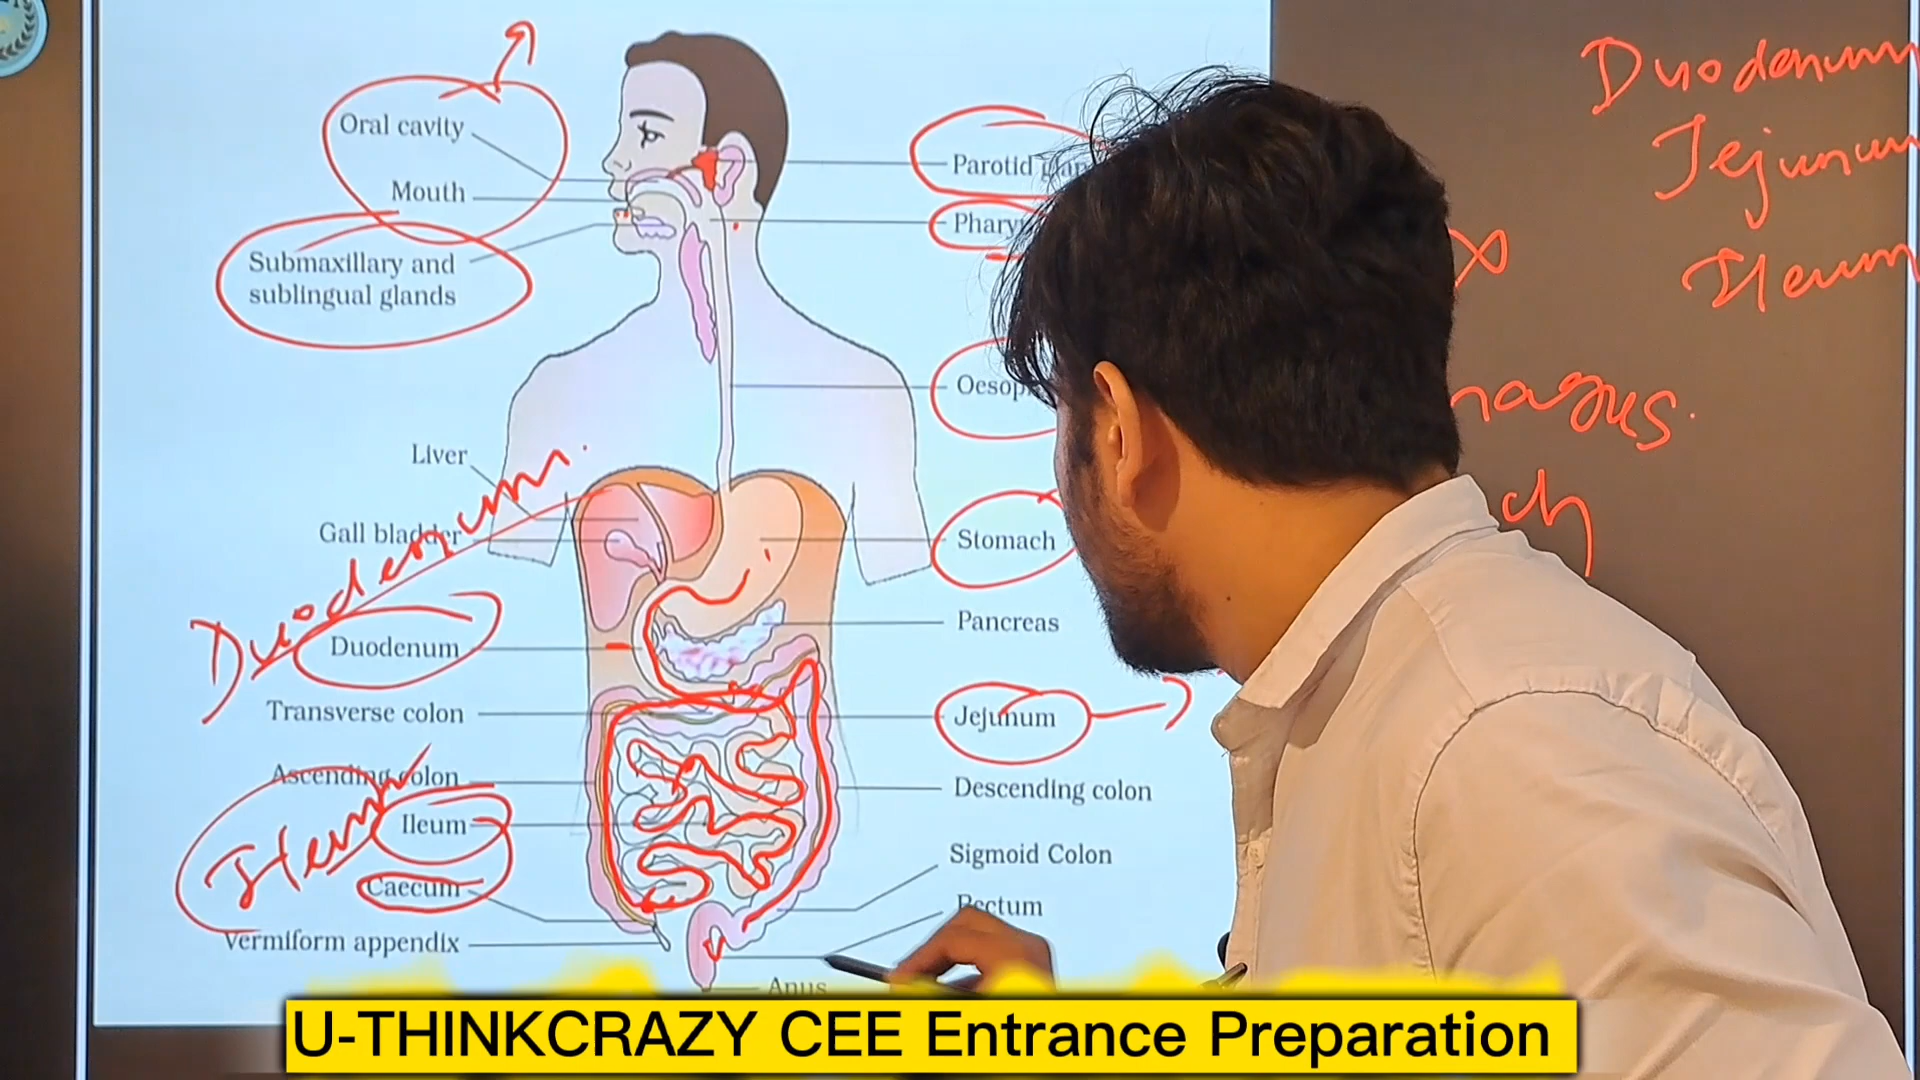 Oral cavity
Mouth
Submaxillary and
sublingual glands
Liver
Gall bladder
Duodenum
Duodenum
Transverse colon
Ascending colon
Ileum
Ileum
Caecum
Vermiform appendix
Parotid
Stomach
Pancreas
Jejunum
Descending colon
Sigmoid Colon
Rectum
Anus
Duodenum
Jejunum
Ileum
U-THINKCRAZY CEE Entrance Preparation